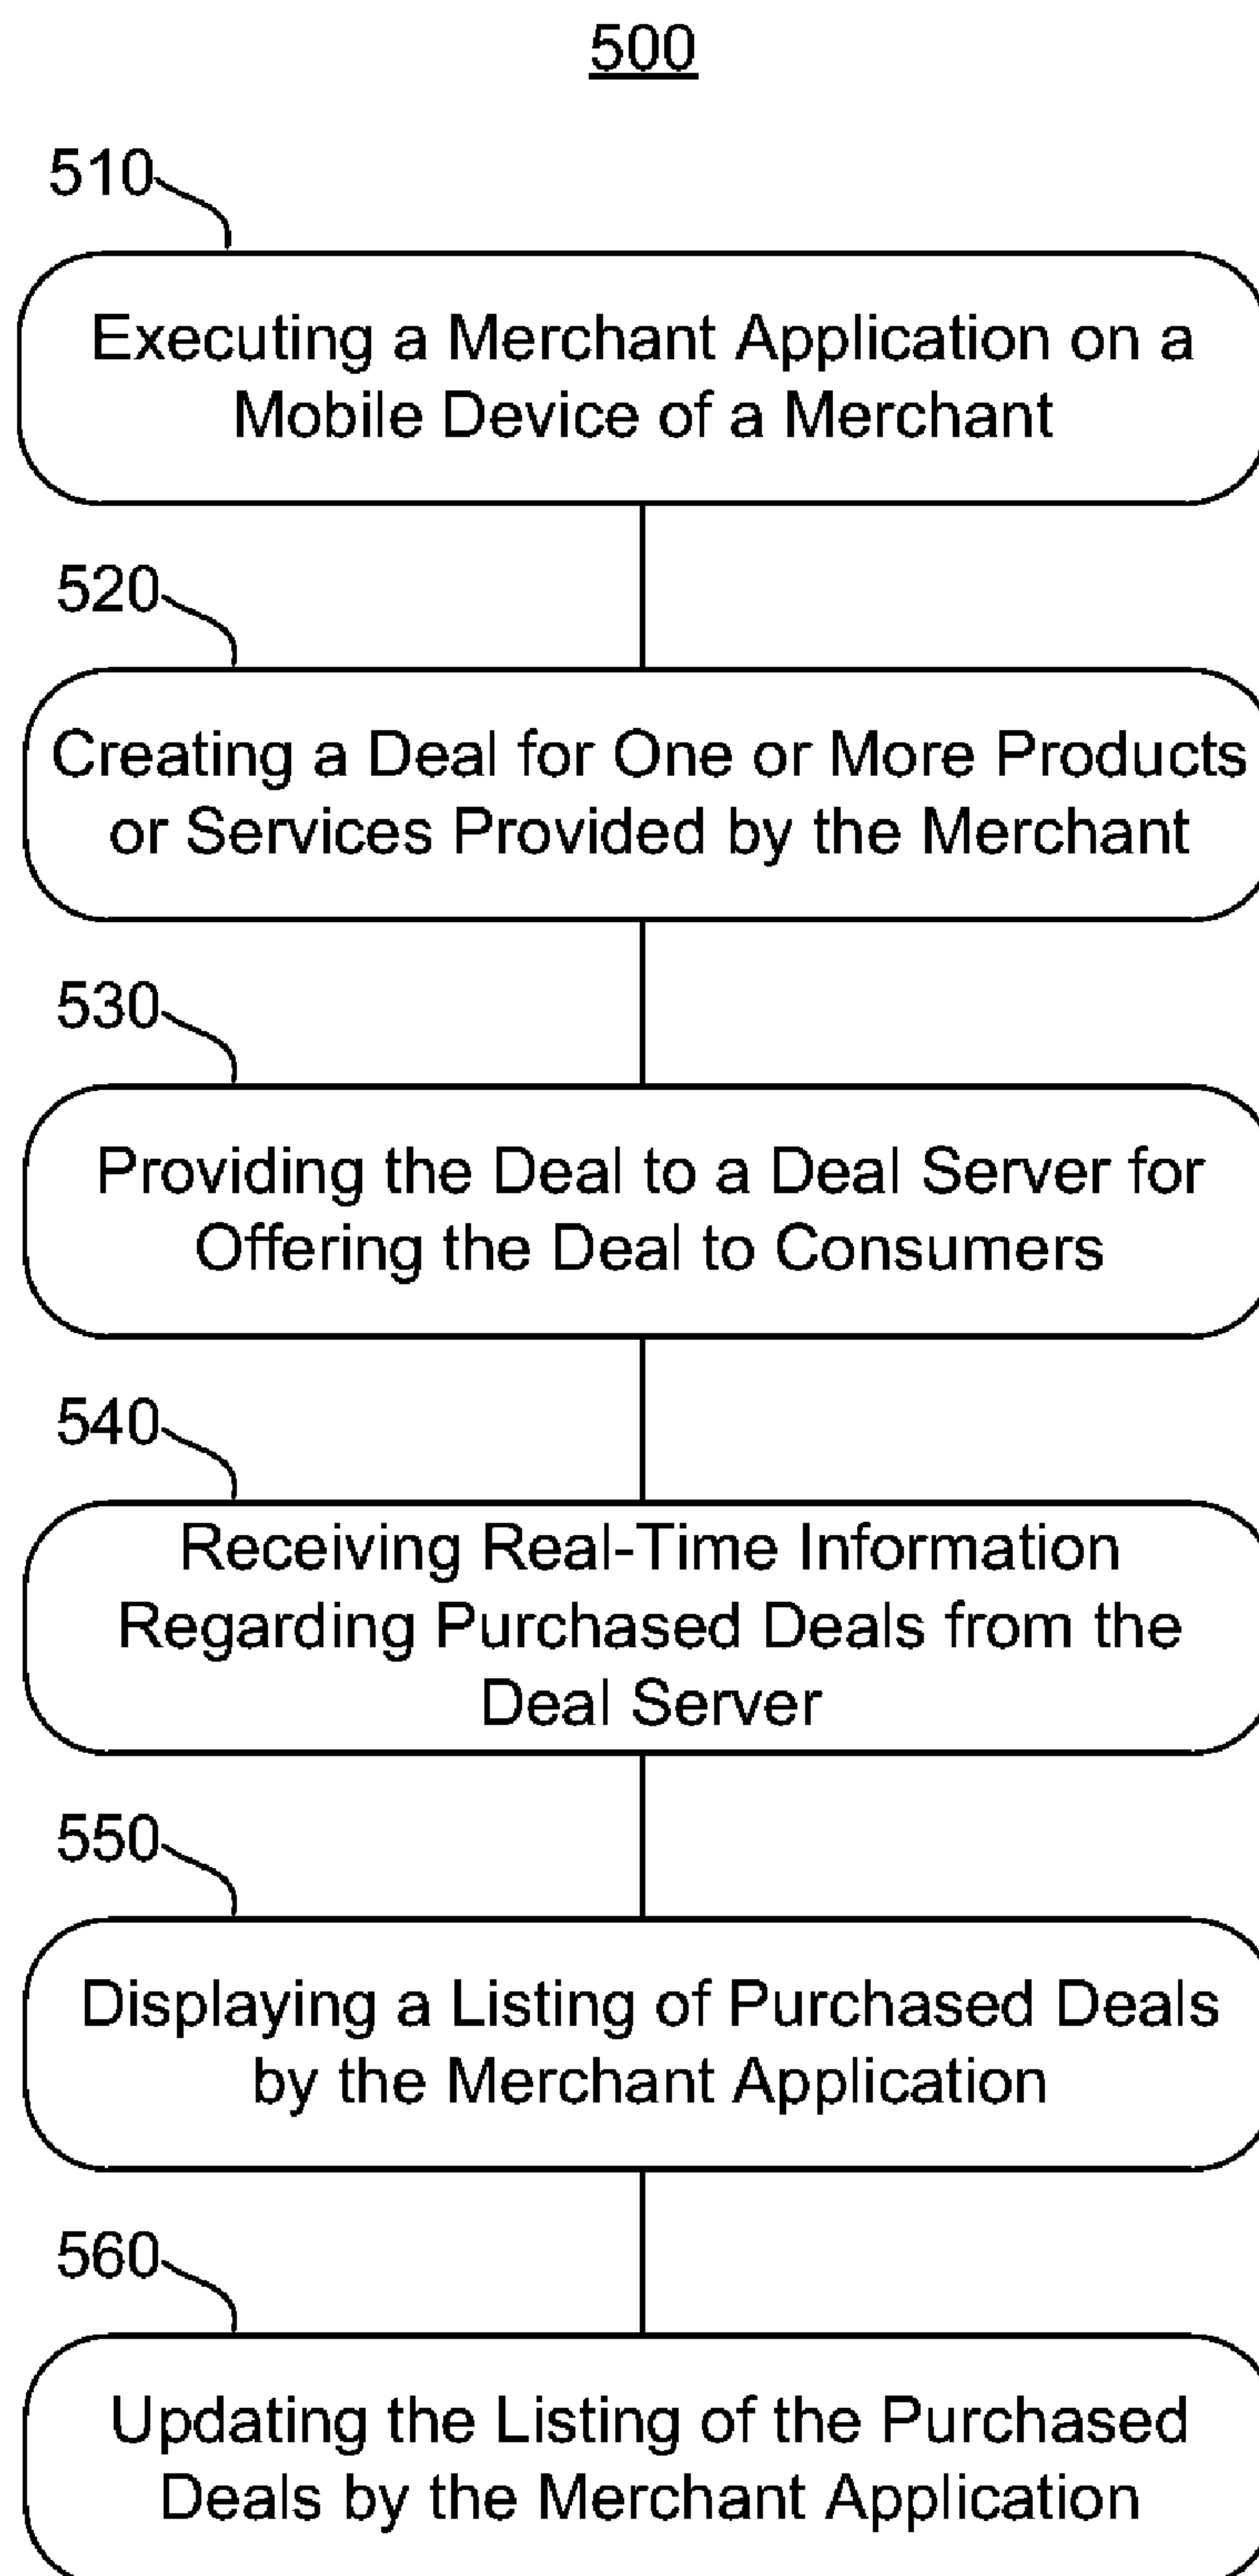 500
510
Executing a Merchant Application on a
Mobile Device of a Merchant
520
Creating a Deal for One or More Products
or Services Provided by the Merchant
530
Providing the Deal to a Deal Server for
Offering the Deal to Consumers
540
Receiving Real-Time Information
Regarding Purchased Deals from the
Deal Server
550
Displaying a Listing of Purchased Deals
by the Merchant Application
560
Updating the Listing of the Purchased
Deals by the Merchant Application